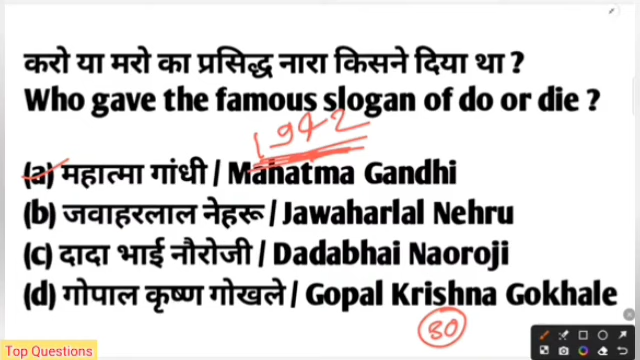 करो या मरो का प्रसिद्ध नारा किसने दिया था ?
Who gave the famous slogan of do or die ?
1942
(a) महात्मा गांधी / Mahatma Gandhi
(b) जवाहरलाल नेहरू / Jawaharlal Nehru
(c) दादा भाई नौरोजी / Dadabhai Naoroji
(d) गोपाल कृष्ण गोखले / Gopal Krishna Gokhale
30
Top Questions